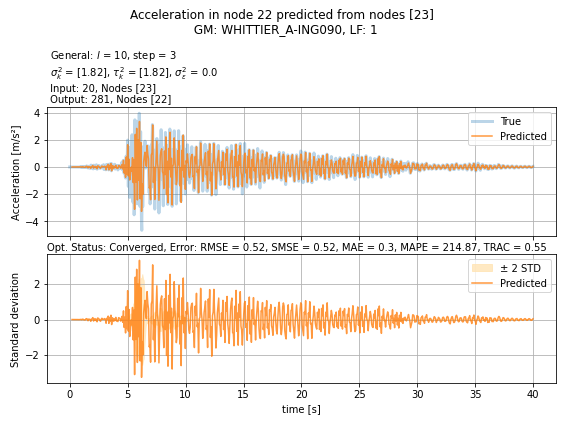 Acceleration in node 22 predicted from nodes [23]
GM: WHITTIER_A-ING090, LF: 1
General: l = 10, step = 3
σ²ₖ = [1.82], τ²ₖ = [1.82], σ²ε = 0.0
Input: 20, Nodes [23]
Output: 281, Nodes [22]
Acceleration [m/s²]
4
2
0
−2
−4
True
Predicted
Opt. Status: Converged, Error: RMSE = 0.52, SMSE = 0.52, MAE = 0.3, MAPE = 214.87, TRAC = 0.55
Standard deviation
2
0
−2
± 2 STD
Predicted
0 5 10 15 20 25 30 35 40
time [s]